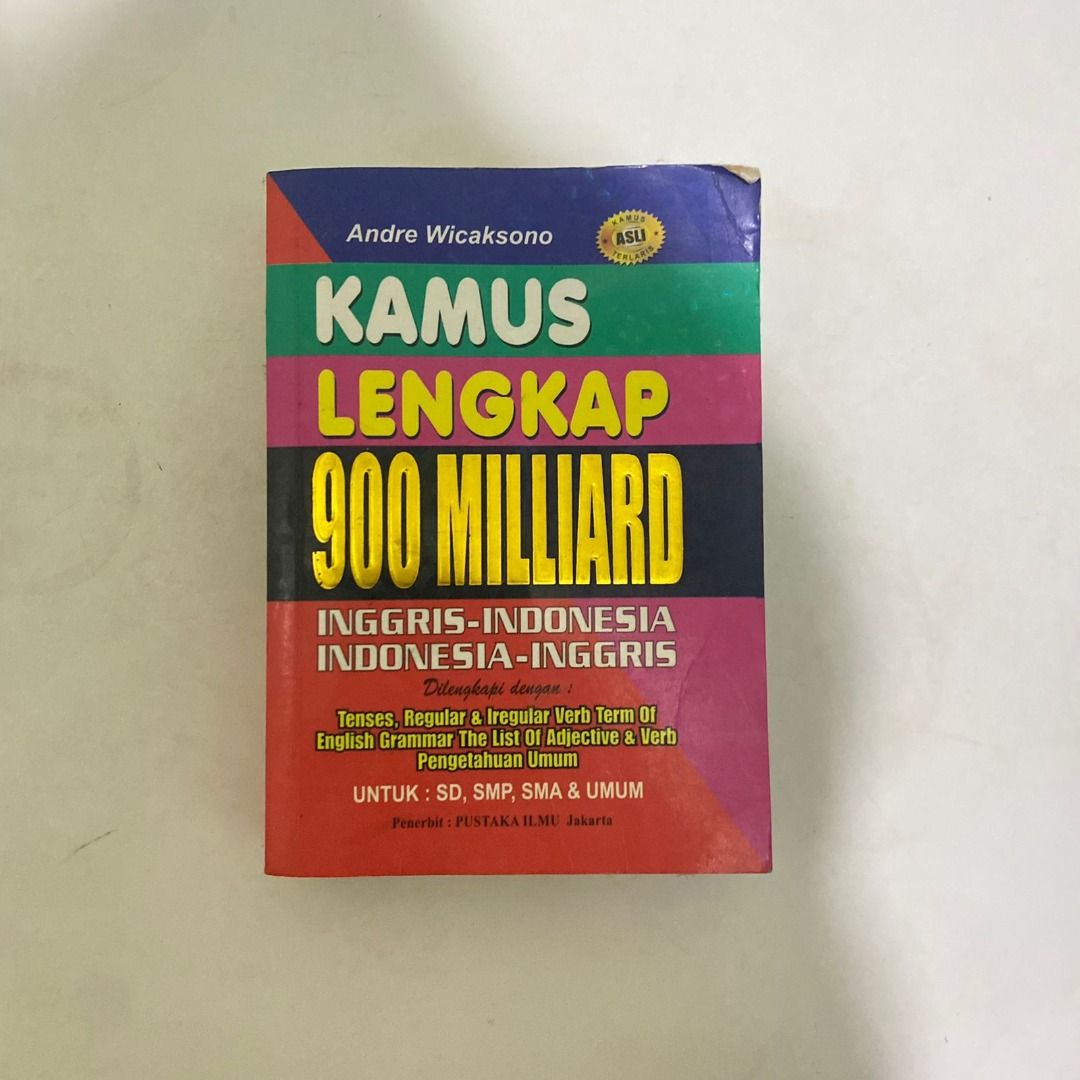 Andre Wicaksono
KAMUS
ASLI
TERLARIS
KAMUS
LENGKAP
900 MILLIARD
INGGRIS-INDONESIA
INDONESIA-INGGRIS
Dilengkapi dengan :
Tenses, Regular & Iregular Verb Term Of
English Grammar The List Of Adjective & Verb
Pengetahuan Umum
UNTUK : SD, SMP, SMA & UMUM
Penerbit : PUSTAKA ILMU Jakarta